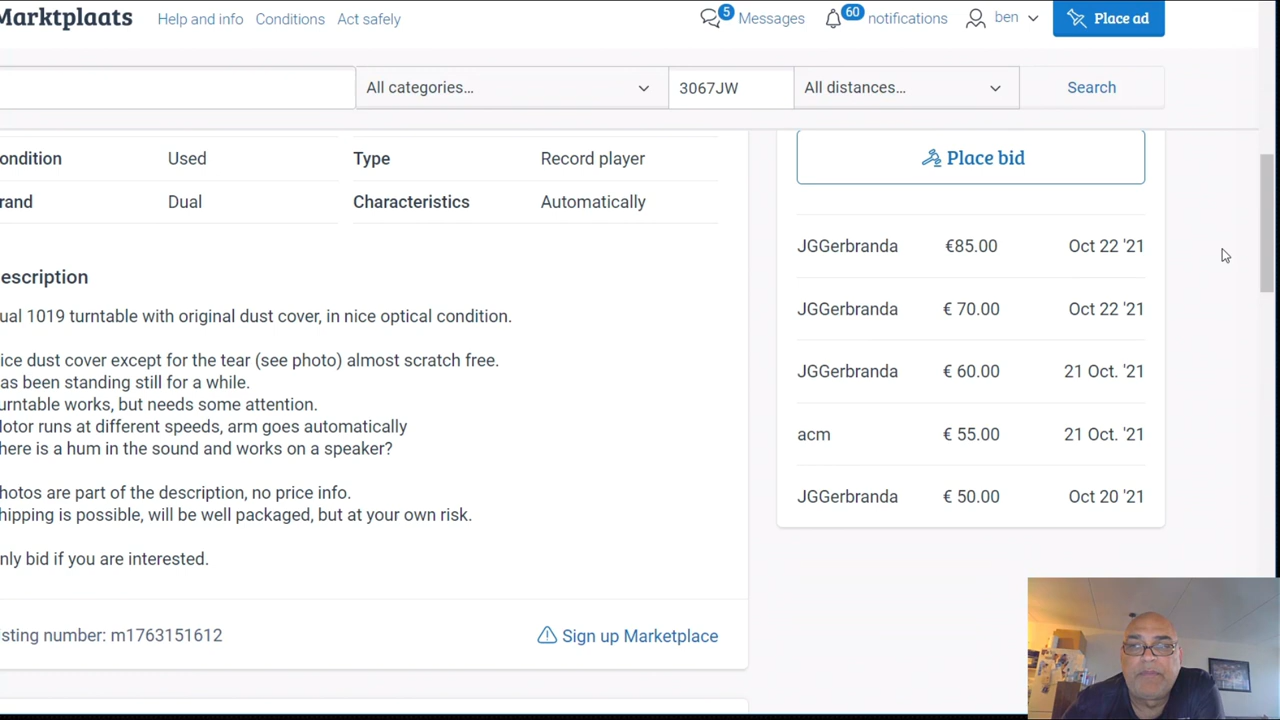 Marktplaats Help and info Conditions Act safely 5 Messages 60 notifications ben Place ad
All categories... 3067JW All distances... Search
ondition Used Type Record player
rand Dual Characteristics Automatically
escription
ual 1019 turntable with original dust cover, in nice optical condition.
ice dust cover except for the tear (see photo) almost scratch free.
as been standing still for a while.
urntable works, but needs some attention.
otor runs at different speeds, arm goes automatically
here is a hum in the sound and works on a speaker?
hotos are part of the description, no price info.
hipping is possible, will be well packaged, but at your own risk.
nly bid if you are interested.
isting number: m1763151612 Sign up Marketplace
Place bid
JGGerbranda €85.00 Oct 22 '21
JGGerbranda € 70.00 Oct 22 '21
JGGerbranda € 60.00 21 Oct. '21
acm € 55.00 21 Oct. '21
JGGerbranda € 50.00 Oct 20 '21